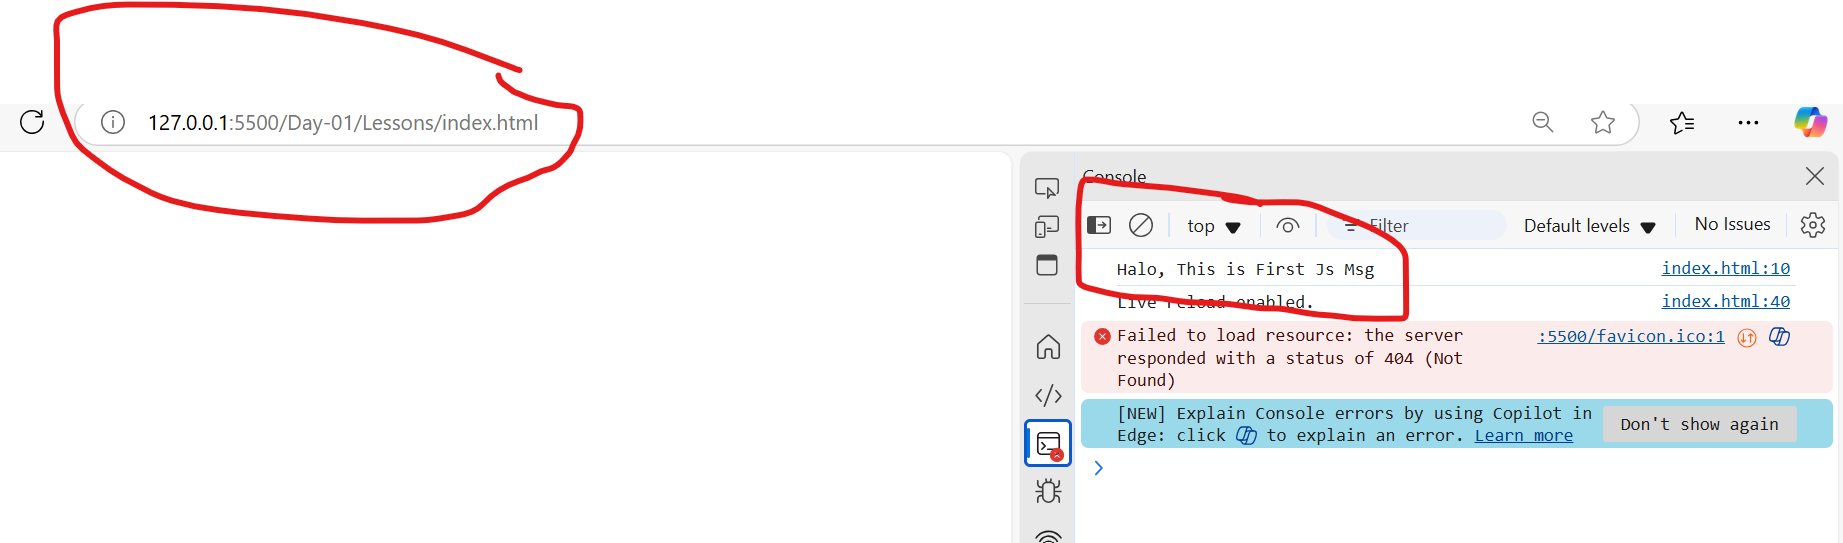 127.0.0.1:5500/Day-01/Lessons/index.html
Console
top Filter Default levels No Issues
Halo, This is First Js Msg index.html:10
Live reload enabled. index.html:40
Failed to load resource: the server :5500/favicon.ico:1
responded with a status of 404 (Not
Found)
[NEW] Explain Console errors by using Copilot in
Edge: click to explain an error. Learn more
Don't show again